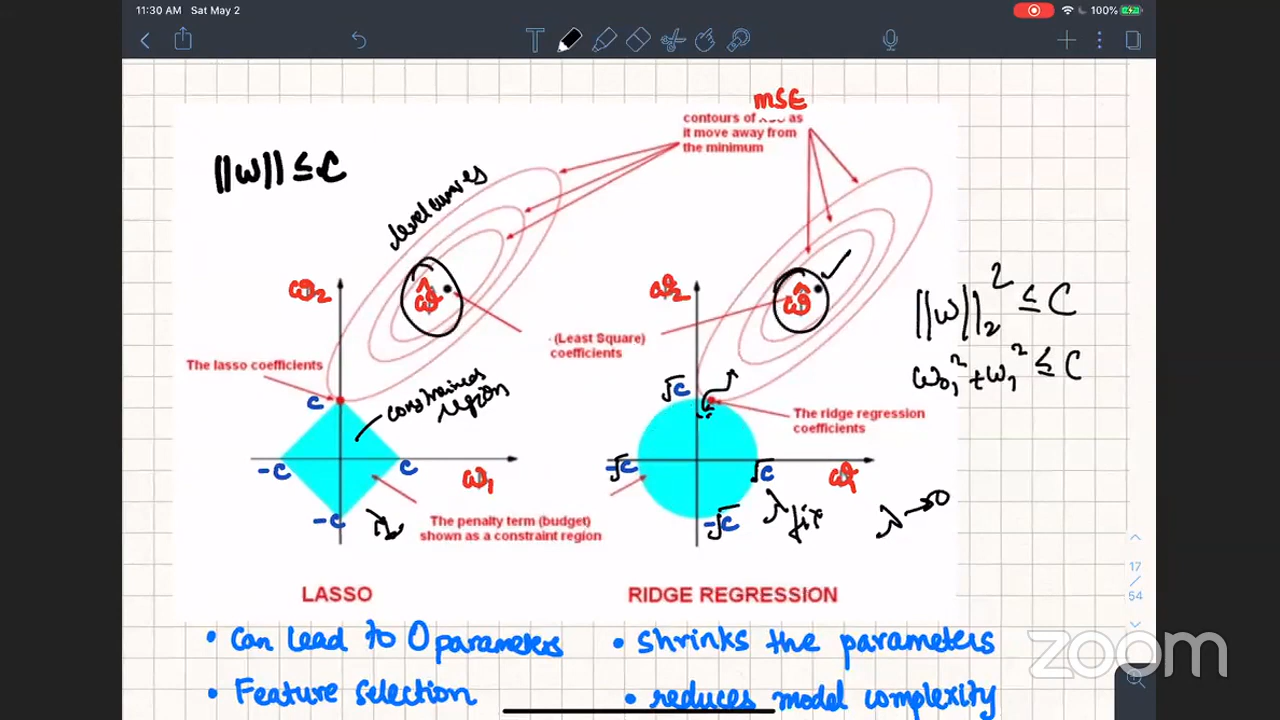 11:30 AM Sat May 2
100%
T
mSE
contours of as
it move away from
the minimum
||w|| ≤ C
level curves
ω2
ŵ
ω2
ŵ
||w||₂² ≤ C
ω0₁² + ω₁² ≤ C
(Least Square)
coefficients
The lasso coefficients
constrained
region
C
√C
The ridge regression
coefficients
-C
C
ω1
-√C
√C
ω1
-C
The penalty term (budget)
shown as a constraint region
-√C
λ fix
λ→0
17
/
54
LASSO
RIDGE REGRESSION
• Can Lead to 0 parameters
• shrinks the parameters
• Feature selection
• reduces model complexity
zoom